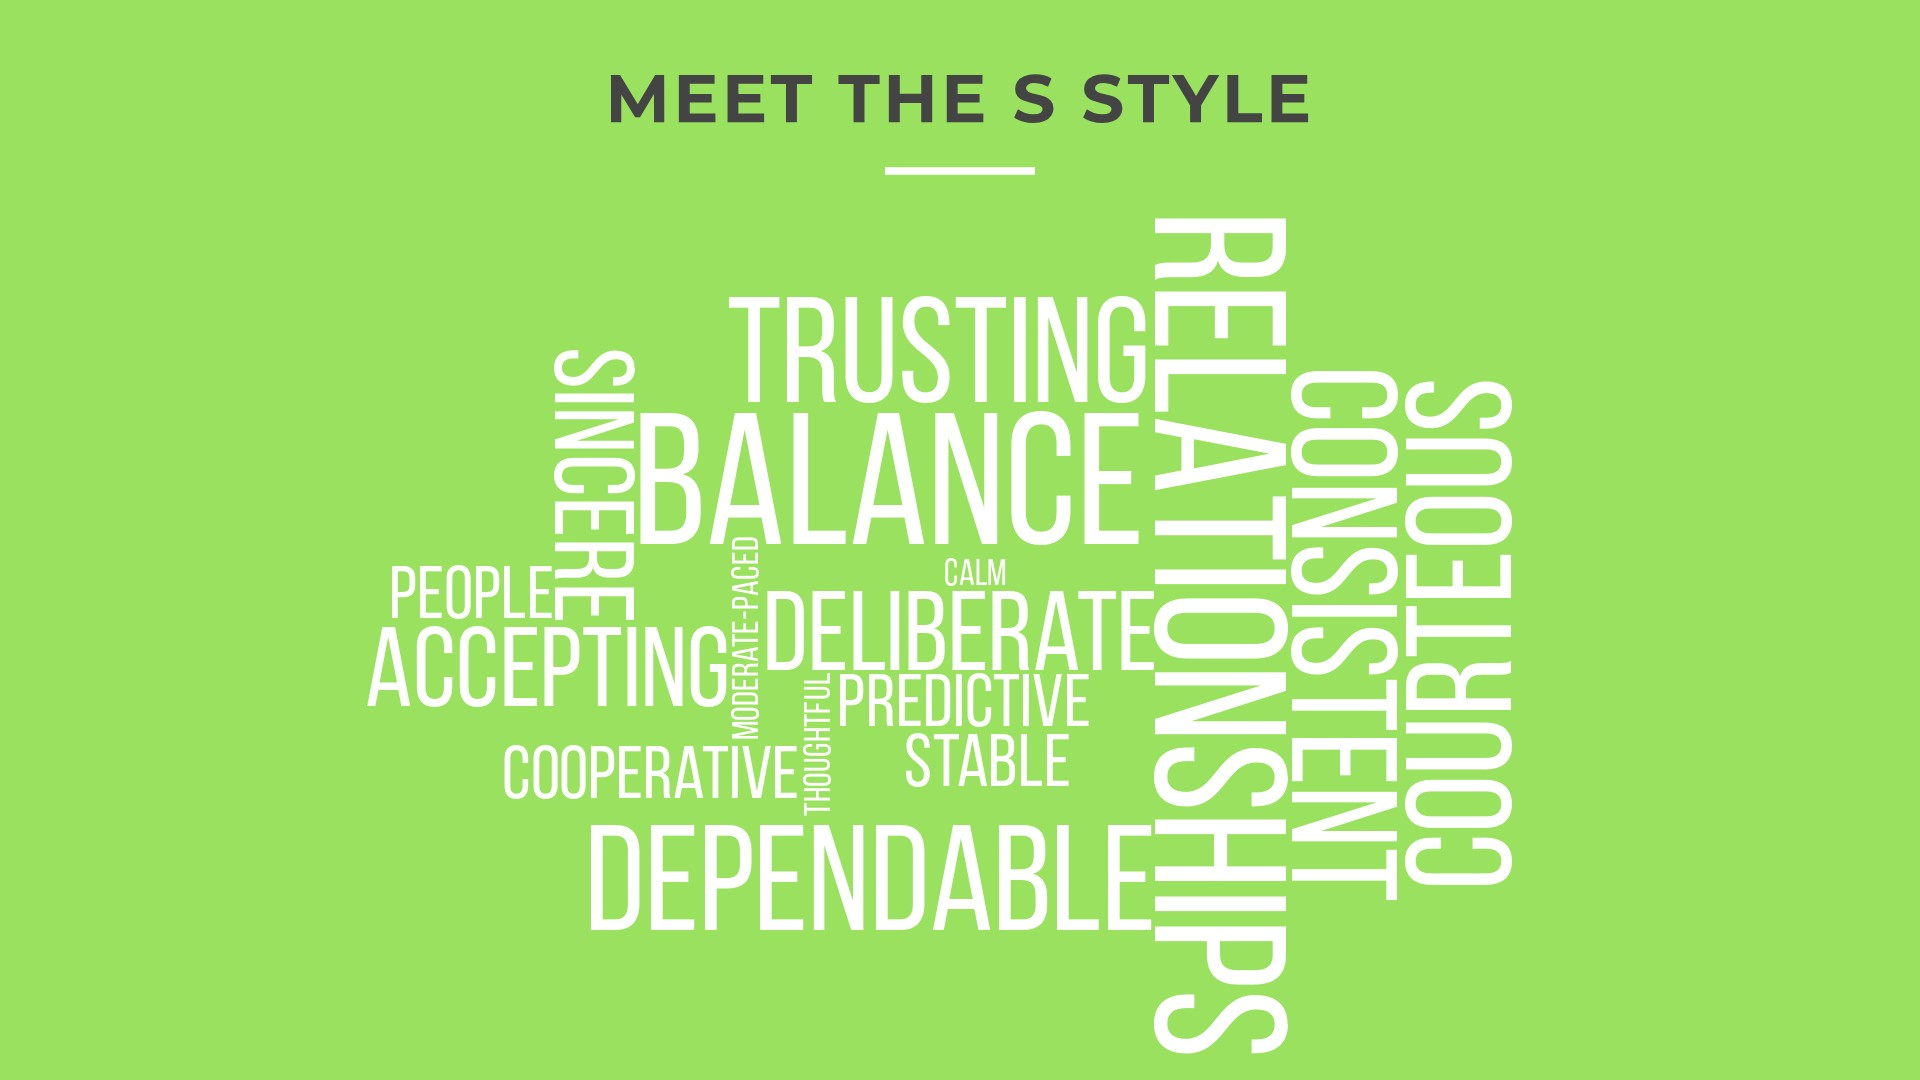 MEET THE S STYLE
RELATIONSHIPS
TRUSTING
SINCERE
CONSISTENT
COURTEOUS
BALANCE
MODERATE-PACED
CALM
PEOPLE
DELIBERATE
ACCEPTING
PREDICTIVE
THOUGHTFUL
STABLE
COOPERATIVE
DEPENDABLE